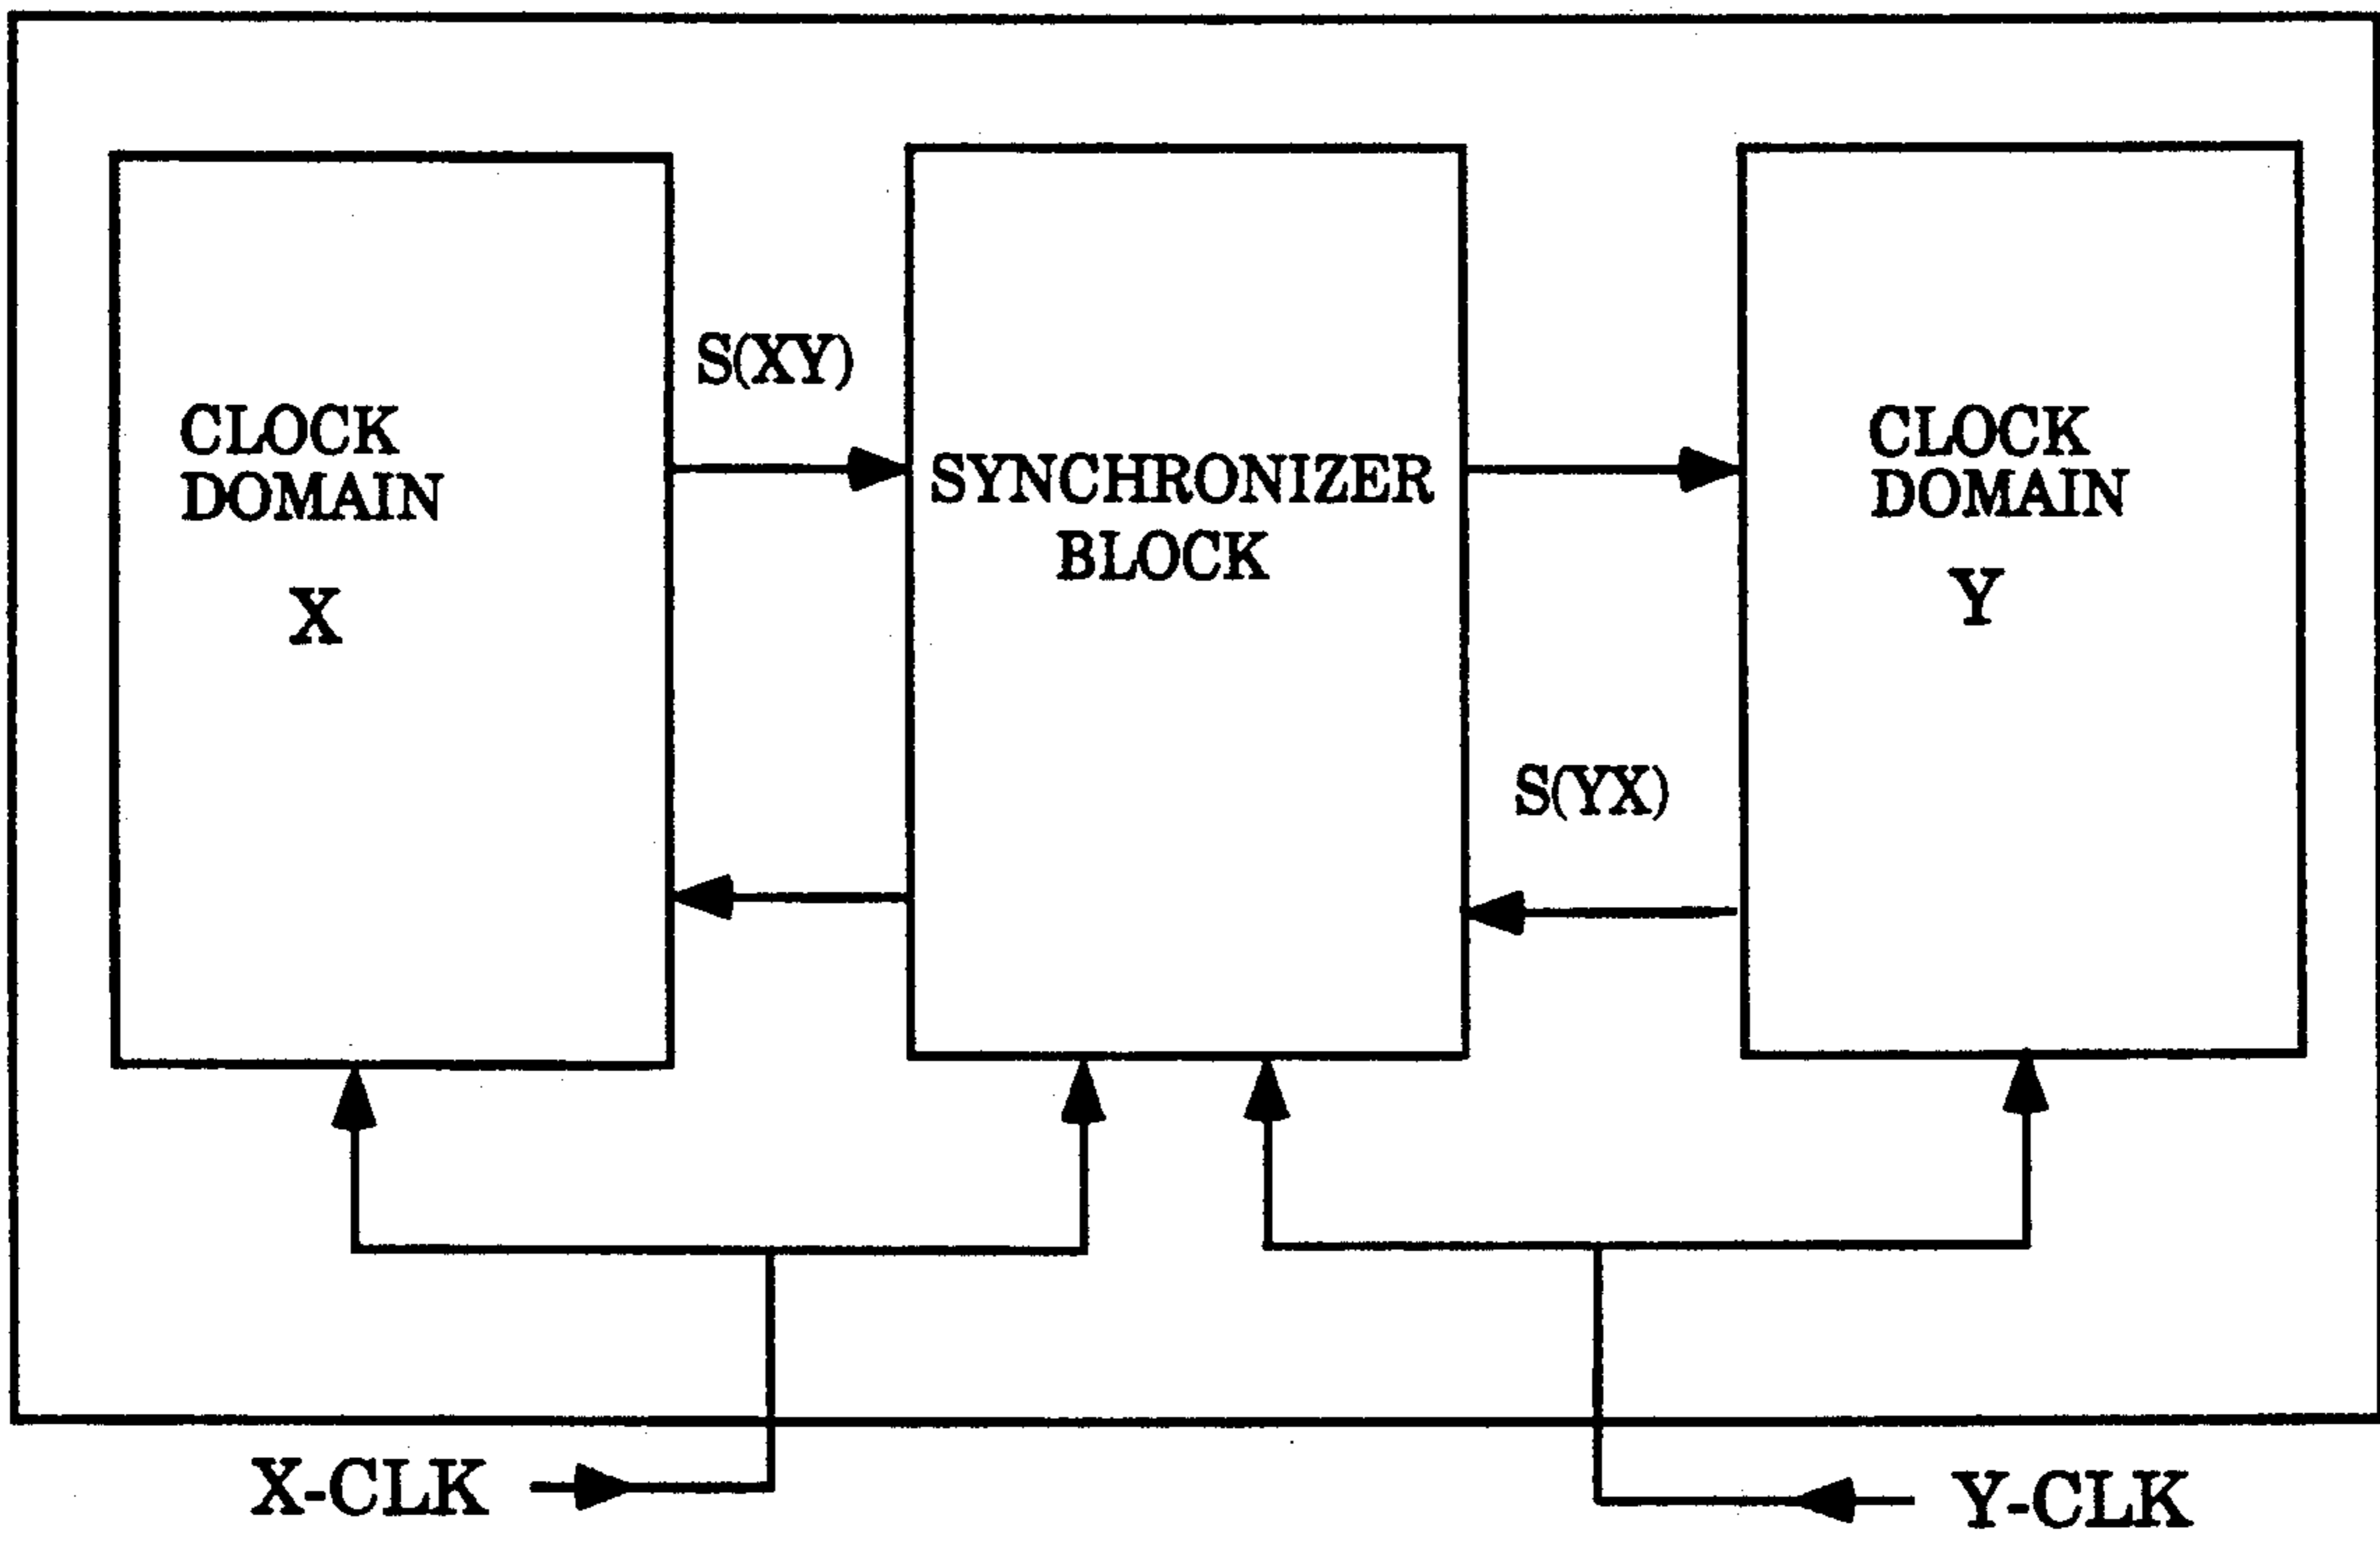 S(XY)
CLOCK
DOMAIN
X
SYNCHRONIZER
BLOCK
CLOCK
DOMAIN
Y
S(YX)
X-CLK
Y-CLK